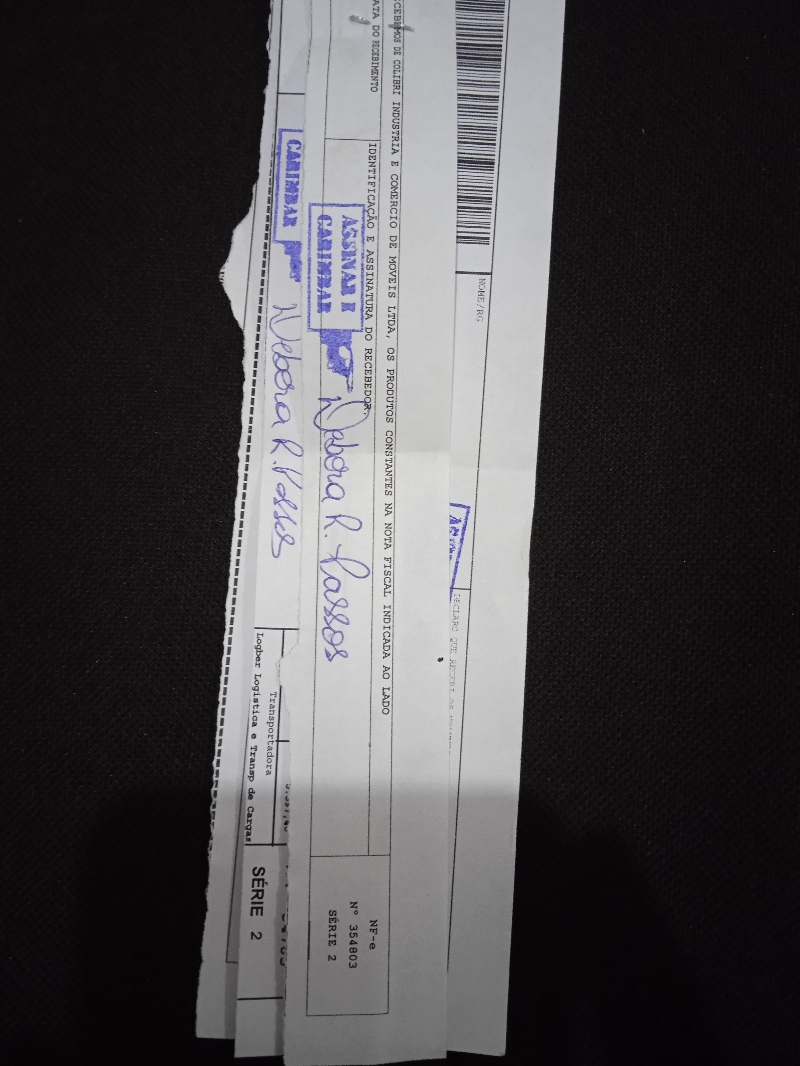 NOME/RG
DECLARO QUE RECEBI OS
RECEBEMOS DE COLIBRI INDUSTRIA E COMERCIO DE MOVEIS LTDA, OS PRODUTOS CONSTANTES NA NOTA FISCAL INDICADA AO LADO
DATA DO RECEBIMENTO
IDENTIFICAÇÃO E ASSINATURA DO RECEBEDOR.
ASSINAR E
CARIMBAR
Debora R. Passos
NF-e
Nº 354803
SÉRIE 2
CARIMBAR
Debora R. Passos
Transportadora
Logber Logistica e Transp de Cargas
SÉRIE 2